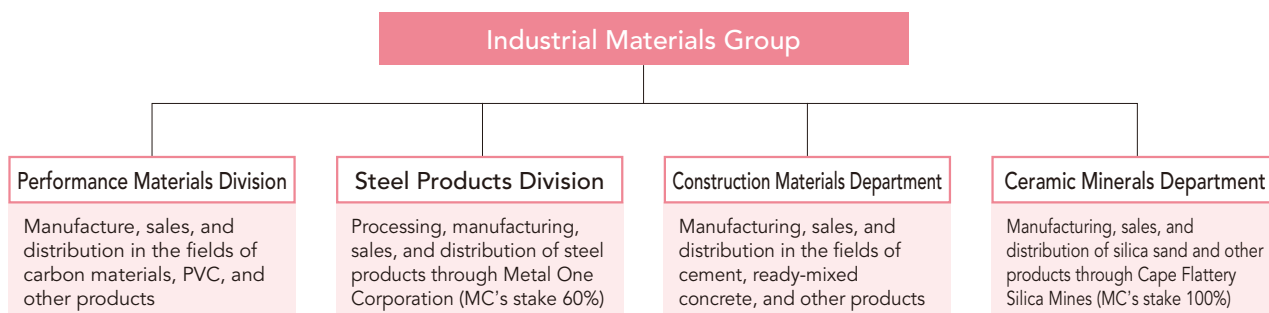 Industrial Materials Group
Performance Materials Division
Manufacture, sales, and
distribution in the fields of
carbon materials, PVC, and
other products
Steel Products Division
Processing, manufacturing,
sales, and distribution of steel
products through Metal One
Corporation (MC's stake 60%)
Construction Materials Department
Manufacturing, sales, and
distribution in the fields of
cement, ready-mixed
concrete, and other products
Ceramic Minerals Department
Manufacturing, sales, and
distribution of silica sand and other
products through Cape Flattery
Silica Mines (MC's stake 100%)